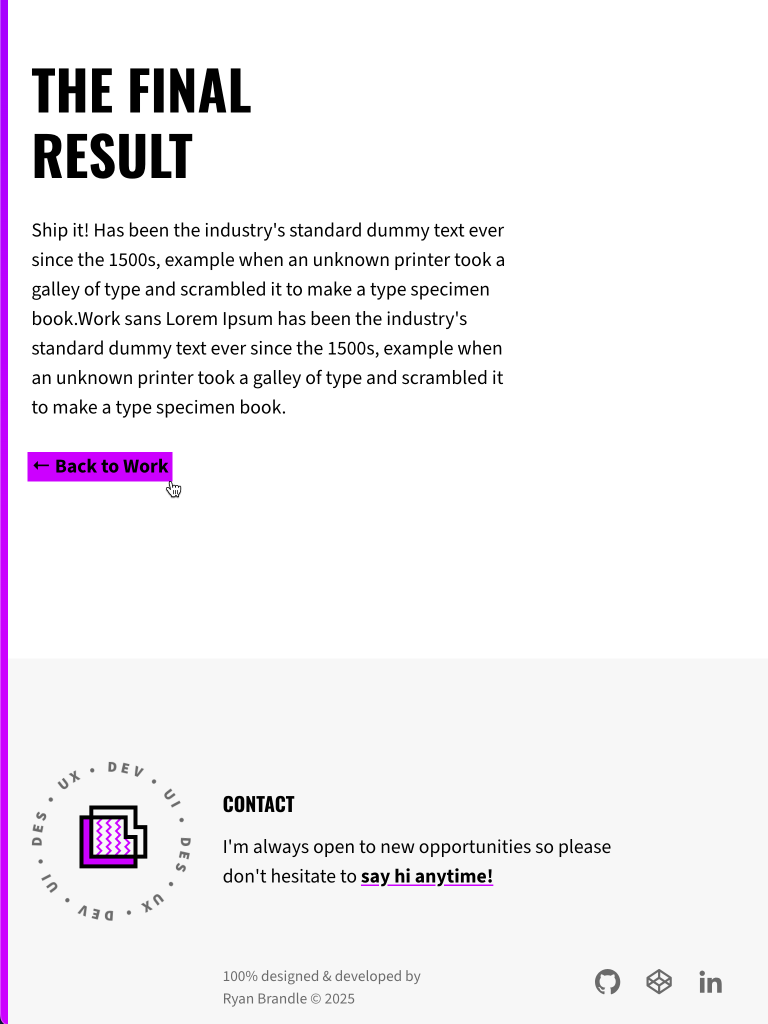 THE FINAL
RESULT
Ship it! Has been the industry's standard dummy text ever
since the 1500s, example when an unknown printer took a
galley of type and scrambled it to make a type specimen
book.Work sans Lorem Ipsum has been the industry's
standard dummy text ever since the 1500s, example when
an unknown printer took a galley of type and scrambled it
to make a type specimen book.
← Back to Work
DEV • UI • DES • UX • DEV • UI • DES • UX •
CONTACT
I'm always open to new opportunities so please
don't hesitate to say hi anytime!
100% designed & developed by
Ryan Brandle © 2025
in